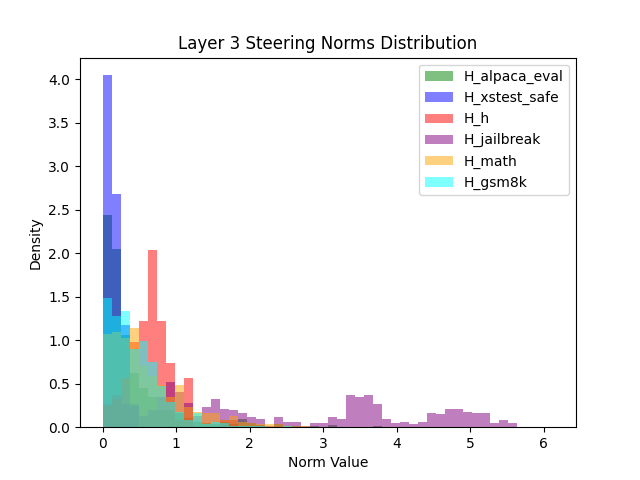 Layer 3 Steering Norms Distribution
H_alpaca_eval
H_xstest_safe
H_h
H_jailbreak
H_math
H_gsm8k
Density
4.0
3.5
3.0
2.5
2.0
1.5
1.0
0.5
0.0
0 1 2 3 4 5 6
Norm Value